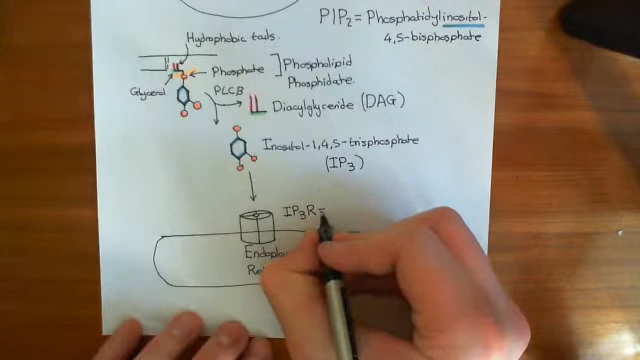 PIP₂ = Phosphatidylinositol-
4,5-bisphosphate
Hydrophobic tails
Phosphate
Phospholipid
Phosphidate
Glycerol
PLCB
Diacylglyceride (DAG)
Inositol-1,4,5-trisphosphate
(IP₃)
IP₃R =